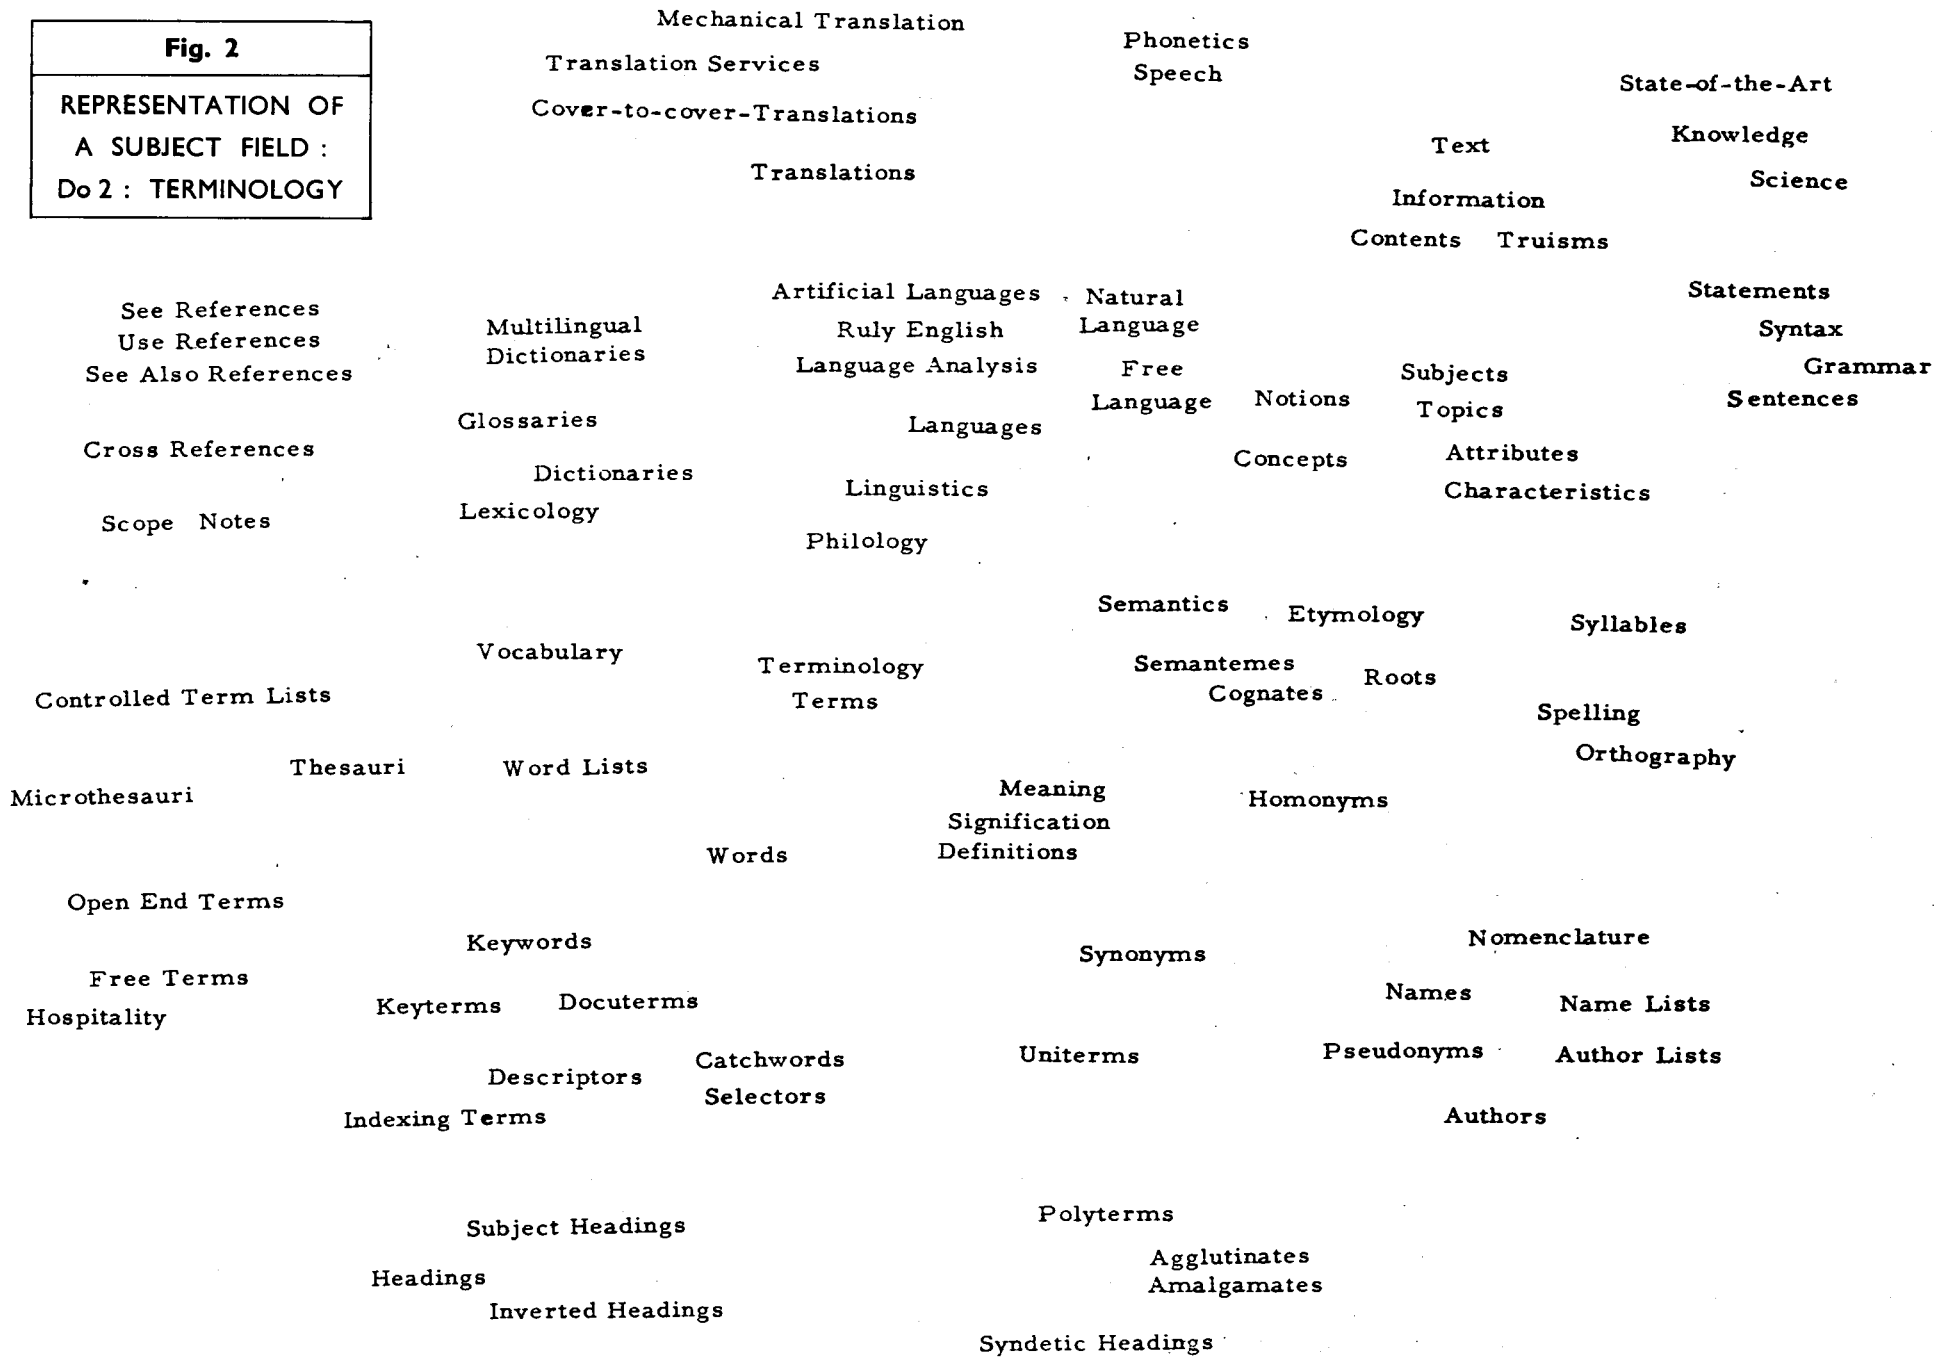 Fig. 2
REPRESENTATION OF
A SUBJECT FIELD :
Do 2 : TERMINOLOGY
Mechanical Translation
Translation Services
Cover-to-cover-Translations
Translations
Phonetics
Speech
State-of-the-Art
Knowledge
Science
Text
Information
Contents Truisms
See References
Use References
See Also References
Cross References
Scope Notes
Multilingual
Dictionaries
Glossaries
Dictionaries
Lexicology
Artificial Languages
Ruly English
Language Analysis
Languages
Linguistics
Philology
Natural
Language
Free
Language
Notions
Concepts
Subjects
Topics
Attributes
Characteristics
Statements
Syntax
Grammar
Sentences
Semantics
Etymology
Syllables
Vocabulary
Terminology
Terms
Semantemes
Cognates
Roots
Spelling
Orthography
Controlled Term Lists
Thesauri
Word Lists
Microthesauri
Meaning
Signification
Definitions
Homonyms
Words
Open End Terms
Free Terms
Hospitality
Keywords
Keyterms
Docuterms
Descriptors
Indexing Terms
Catchwords
Selectors
Synonyms
Uniterms
Nomenclature
Names
Name Lists
Pseudonyms
Author Lists
Authors
Subject Headings
Headings
Inverted Headings
Polyterms
Agglutinates
Amalgamates
Syndetic Headings